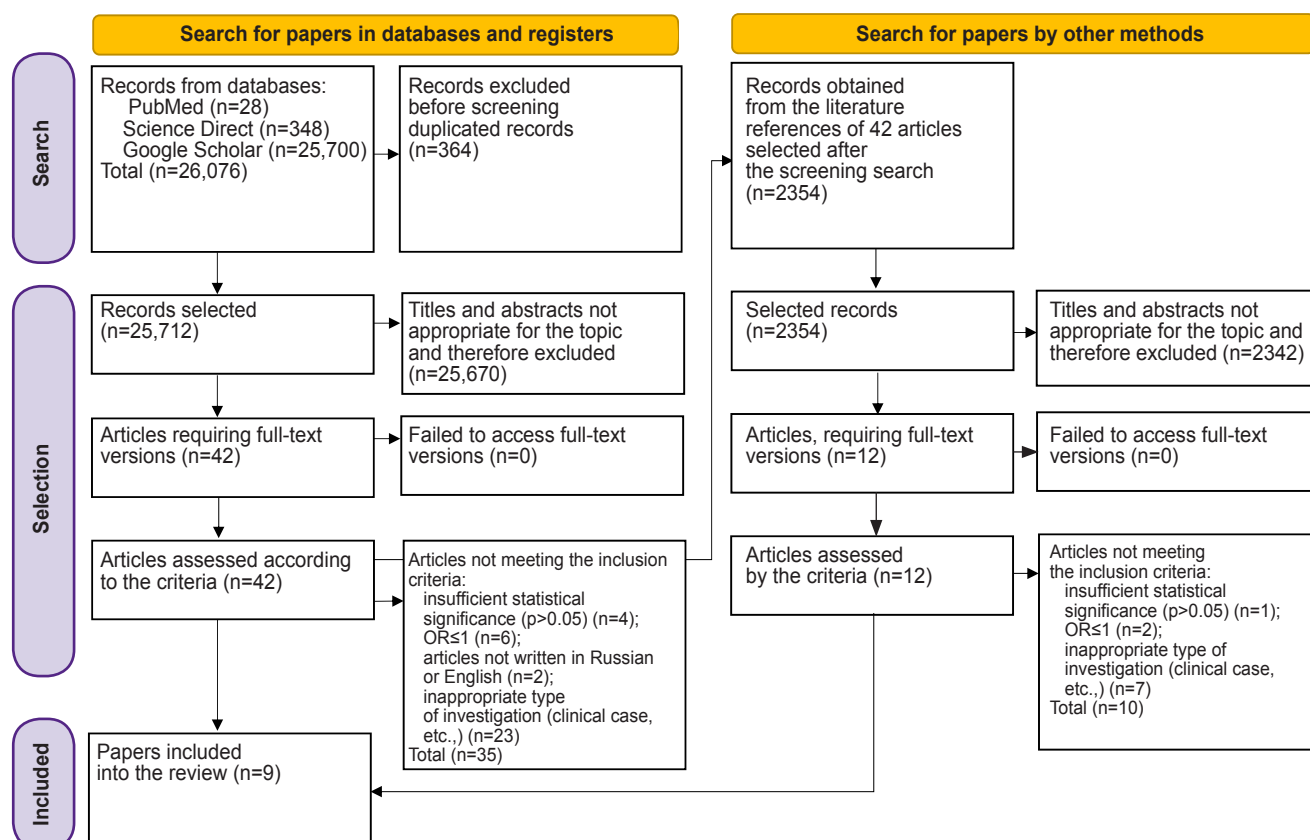 Search for papers in databases and registers
Search for papers by other methods
Search
Records from databases:
PubMed (n=28)
Science Direct (n=348)
Google Scholar (n=25,700)
Total (n=26,076)
Records excluded
before screening
duplicated records
(n=364)
Records obtained
from the literature
references of 42 articles
selected after
the screening search
(n=2354)
Selection
Records selected
(n=25,712)
Titles and abstracts not
appropriate for the topic
and therefore excluded
(n=25,670)
Selected records
(n=2354)
Titles and abstracts not
appropriate for the topic and
therefore excluded (n=2342)
Articles requiring full-text
versions (n=42)
Failed to access full-text
versions (n=0)
Articles, requiring full-text
versions (n=12)
Failed to access full-text
versions (n=0)
Articles assessed according
to the criteria (n=42)
Articles not meeting the inclusion
criteria:
insufficient statistical
significance (p>0.05) (n=4);
OR≤1 (n=6);
articles not written in Russian
or English (n=2);
inappropriate type
of investigation (clinical case,
etc.,) (n=23)
Total (n=35)
Articles assessed
by the criteria (n=12)
Articles not meeting
the inclusion criteria:
insufficient statistical
significance (p>0.05) (n=1);
OR≤1 (n=2);
inappropriate type of
investigation (clinical case,
etc.,) (n=7)
Total (n=10)
Included
Papers included
into the review (n=9)